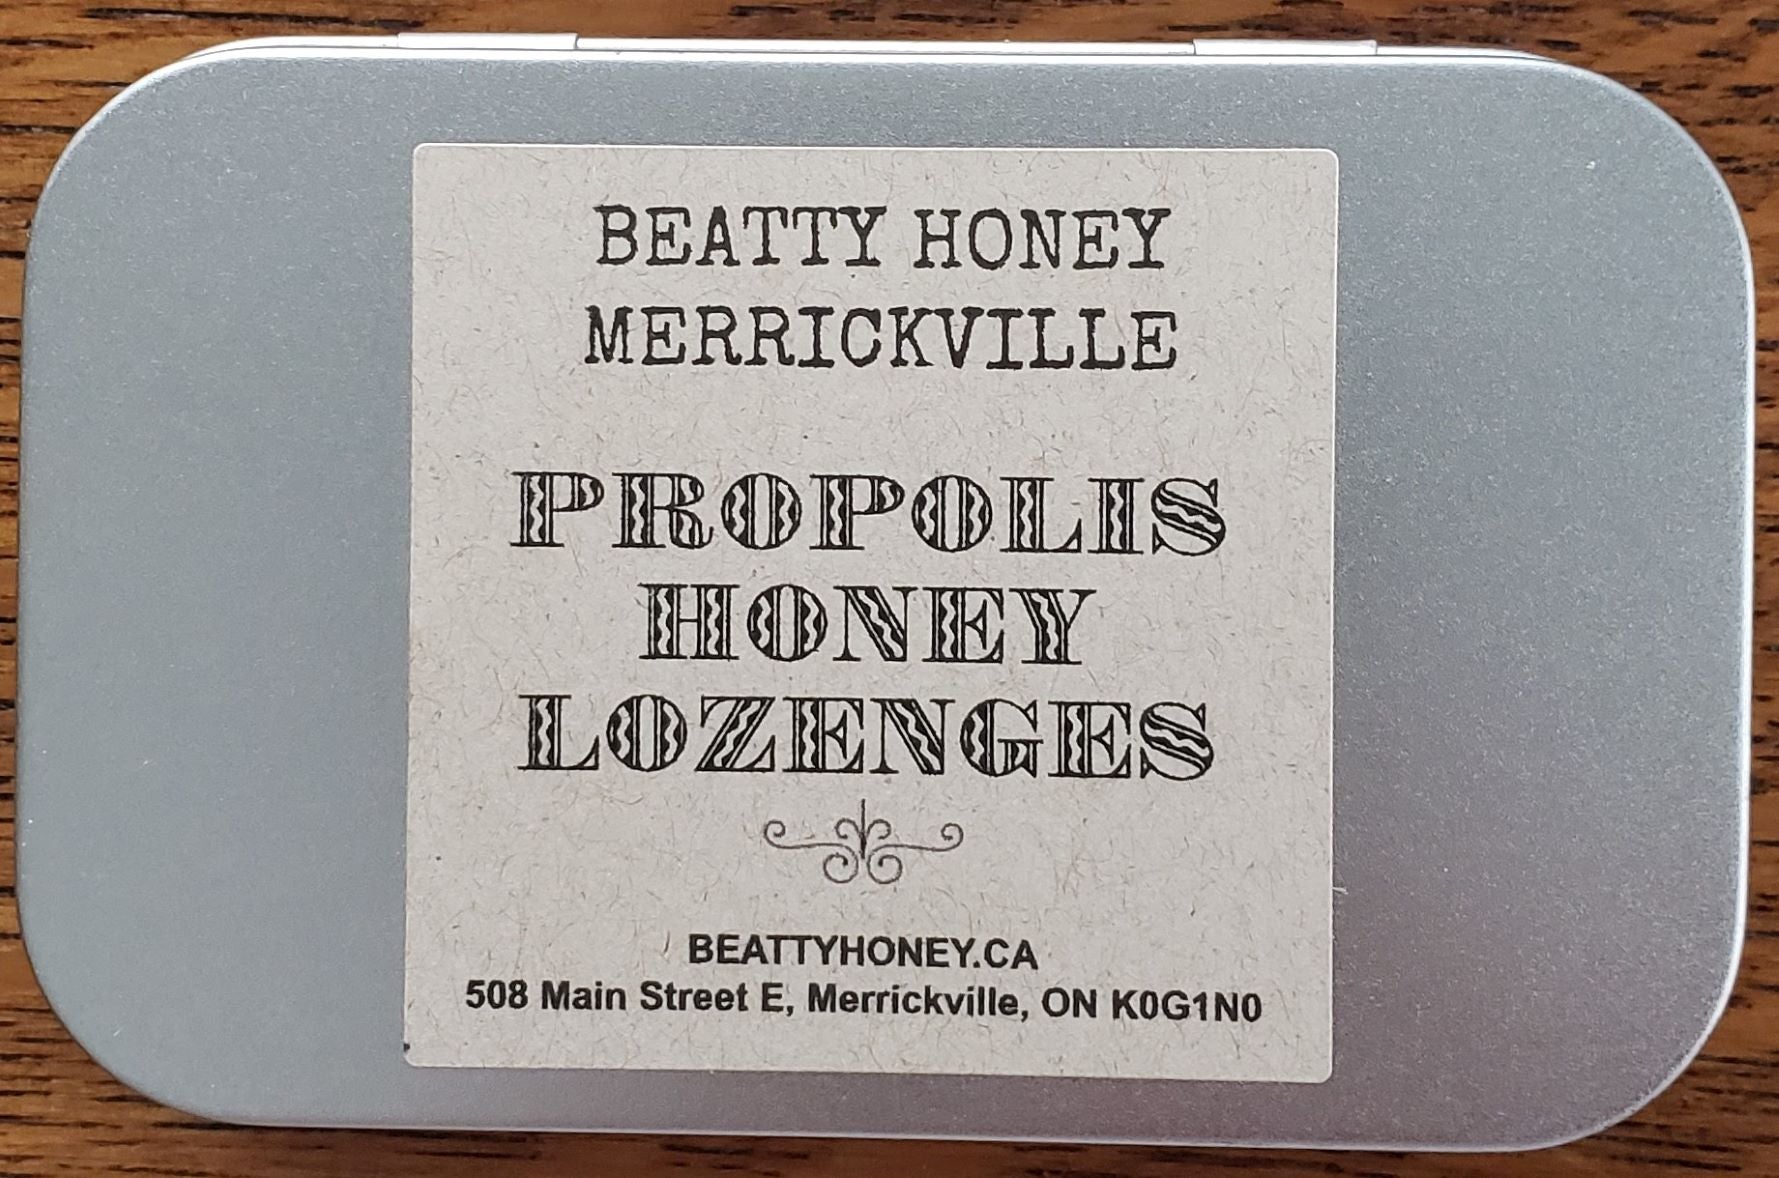 BEATTY HONEY
MERRICKVILLE
PROPOLIS
HONEY
LOZENGES
BEATTYHONEY.CA
508 Main Street E, Merrickville, ON K0G1N0